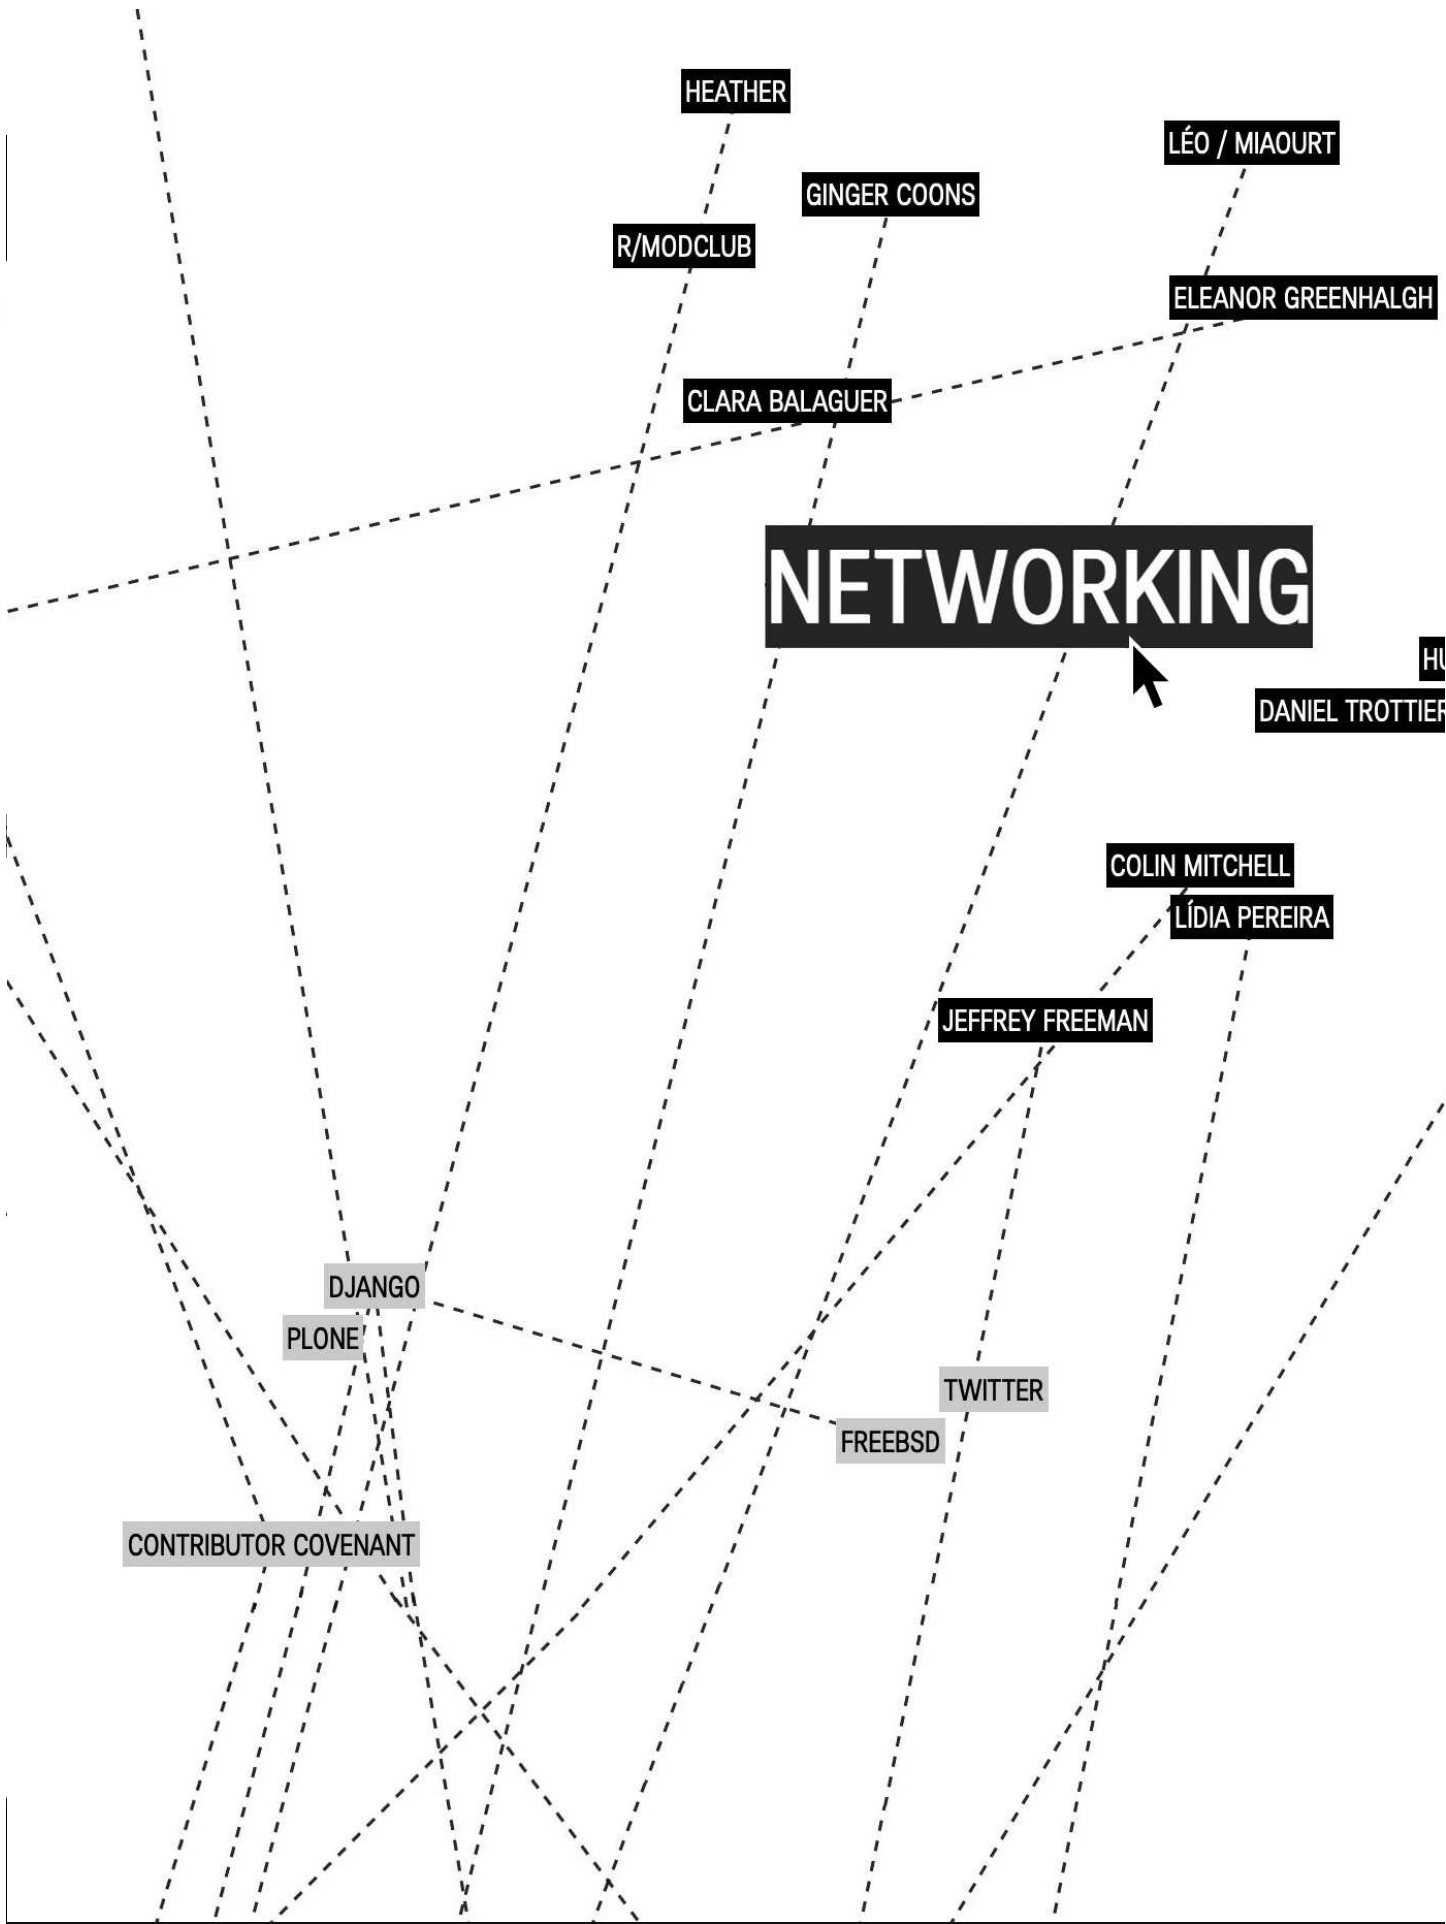 HEATHER
LÉO / MIAOURT
GINGER COONS
R/MODCLUB
ELEANOR GREENHALGH
CLARA BALAGUER
NETWORKING
HU
DANIEL TROTTIER
COLIN MITCHELL
LÍDIA PEREIRA
JEFFREY FREEMAN
DJANGO
PLONE
TWITTER
FREEBSD
CONTRIBUTOR COVENANT